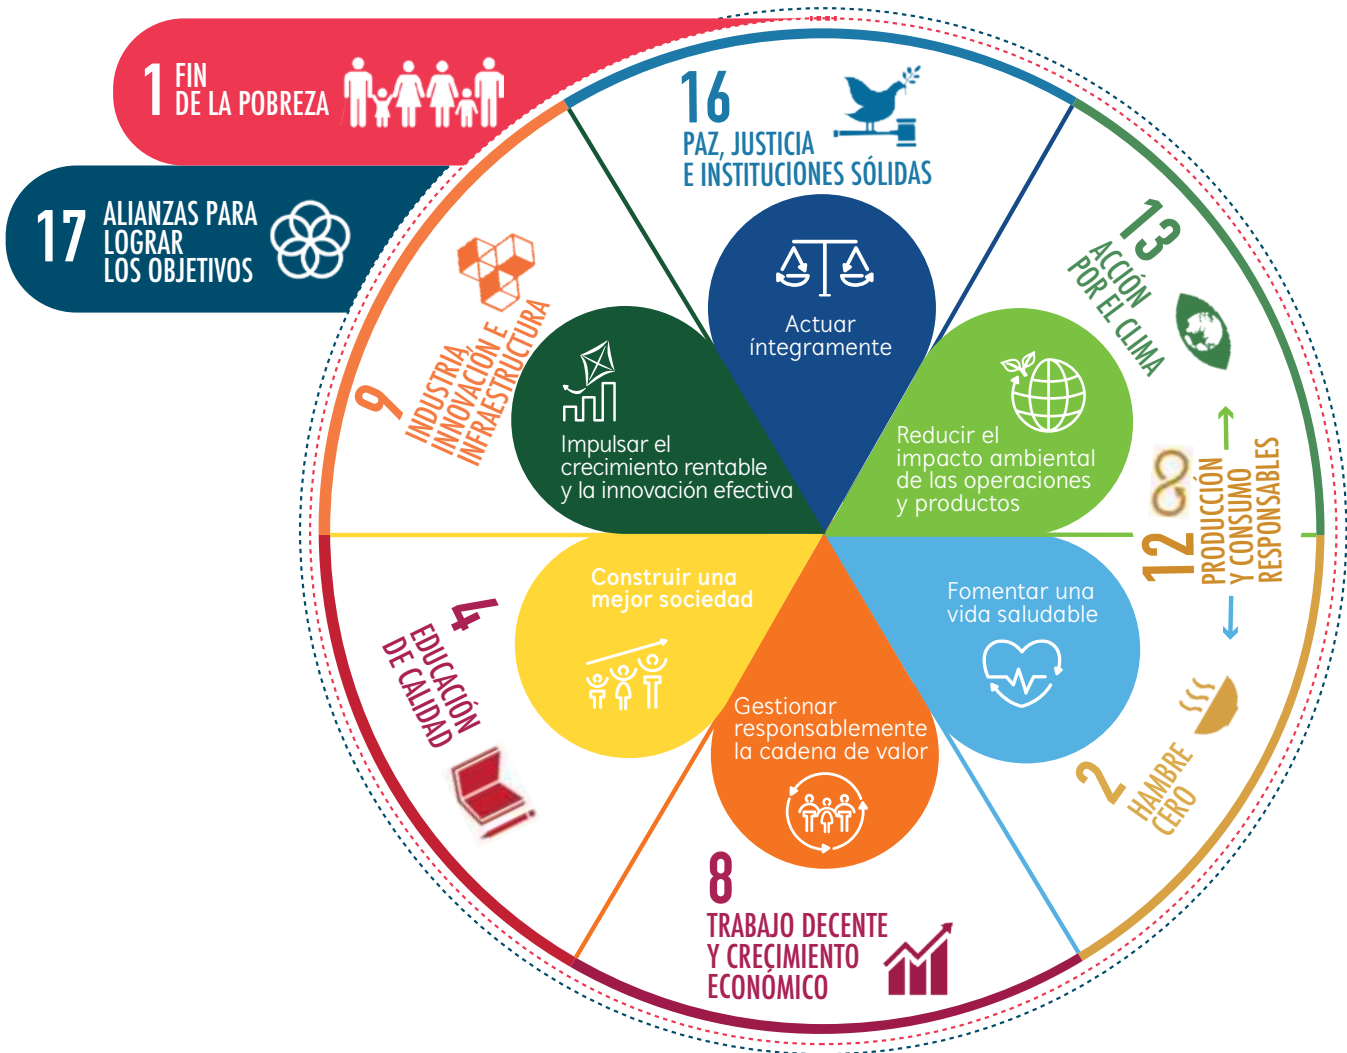 1 FIN
DE LA POBREZA
17 ALIANZAS PARA
LOGRAR
LOS OBJETIVOS
16
PAZ, JUSTICIA
E INSTITUCIONES SÓLIDAS
13
ACCIÓN
POR EL CLIMA
12
PRODUCCIÓN
Y CONSUMO
RESPONSABLES
2
HAMBRE
CERO
8
TRABAJO DECENTE
Y CRECIMIENTO
ECONÓMICO
4
EDUCACIÓN
DE CALIDAD
9
INDUSTRIA,
INNOVACIÓN E
INFRAESTRUCTURA
Actuar
íntegramente
Reducir el
impacto ambiental
de las operaciones
y productos
Fomentar una
vida saludable
Gestionar
responsablemente
la cadena de valor
Construir una
mejor sociedad
Impulsar el
crecimiento rentable
y la innovación efectiva